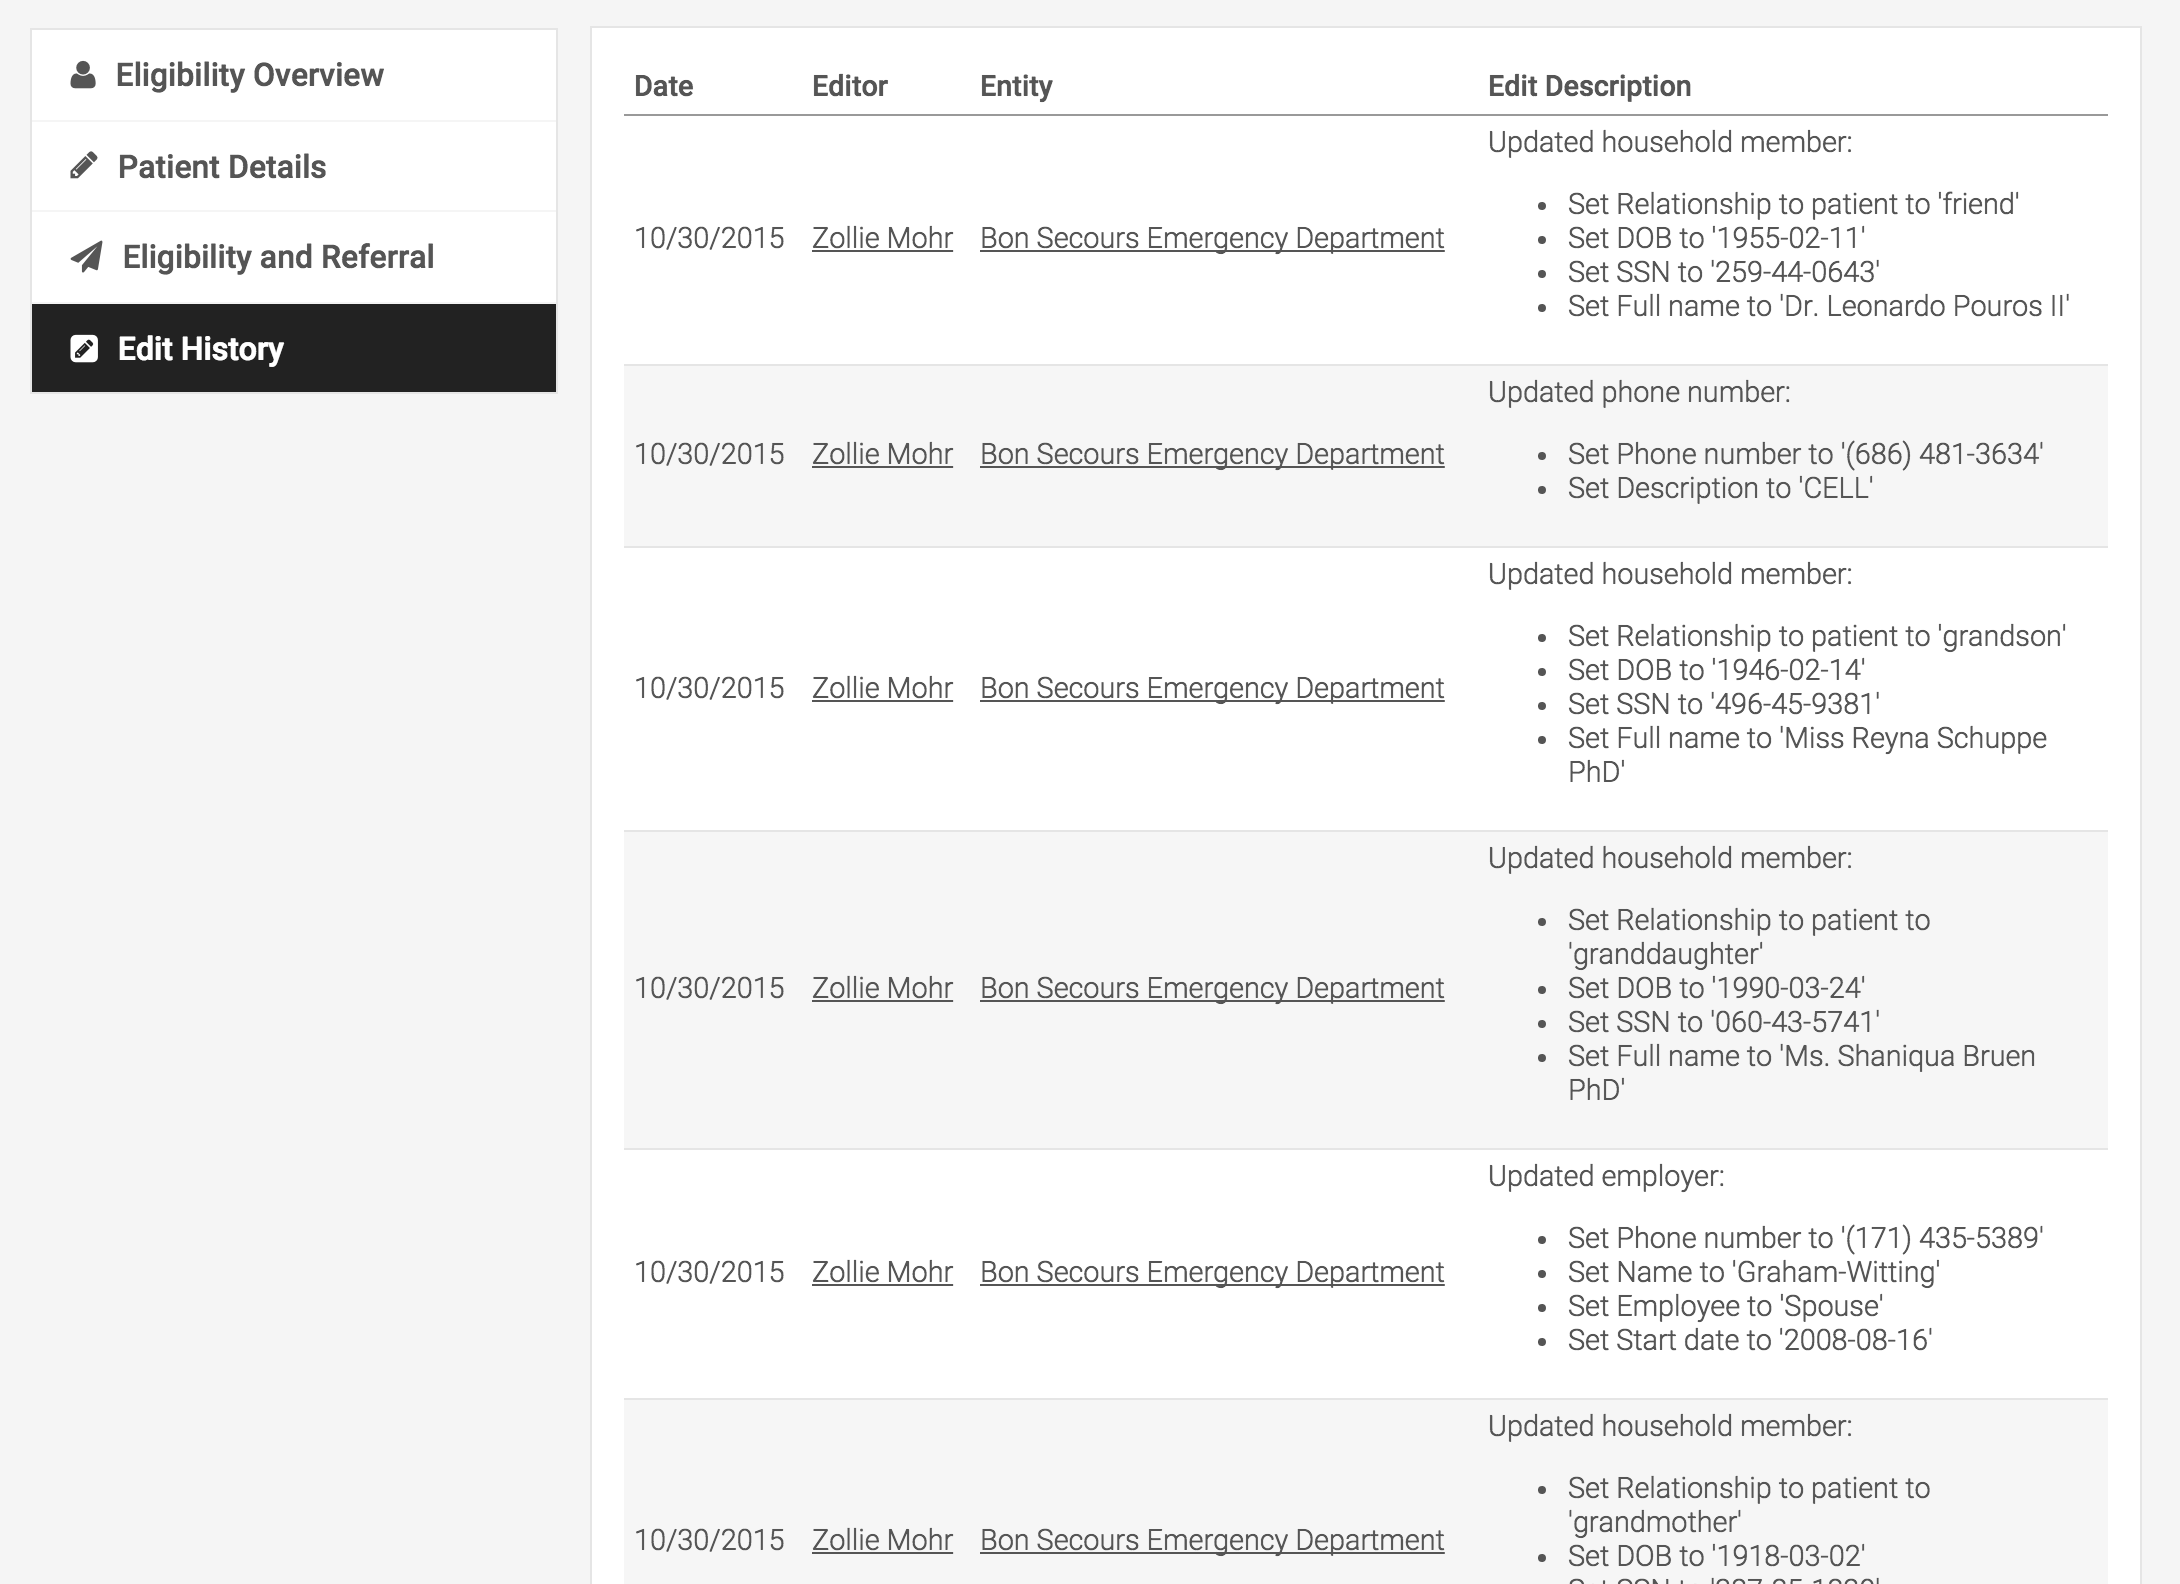 Eligibility Overview
Patient Details
Eligibility and Referral
Edit History
Date Editor Entity Edit Description
Updated household member:
• Set Relationship to patient to 'friend'
10/30/2015 Zollie Mohr Bon Secours Emergency Department • Set DOB to '1955-02-11'
• Set SSN to '259-44-0643'
• Set Full name to 'Dr. Leonardo Pouros II'
Updated phone number:
10/30/2015 Zollie Mohr Bon Secours Emergency Department • Set Phone number to '(686) 481-3634'
• Set Description to 'CELL'
Updated household member:
• Set Relationship to patient to 'grandson'
• Set DOB to '1946-02-14'
10/30/2015 Zollie Mohr Bon Secours Emergency Department • Set SSN to '496-45-9381'
• Set Full name to 'Miss Reyna Schuppe
PhD'
Updated household member:
• Set Relationship to patient to
'granddaughter'
10/30/2015 Zollie Mohr Bon Secours Emergency Department • Set DOB to '1990-03-24'
• Set SSN to '060-43-5741'
• Set Full name to 'Ms. Shaniqua Bruen
PhD'
Updated employer:
• Set Phone number to '(171) 435-5389'
10/30/2015 Zollie Mohr Bon Secours Emergency Department • Set Name to 'Graham-Witting'
• Set Employee to 'Spouse'
• Set Start date to '2008-08-16'
Updated household member:
• Set Relationship to patient to
'grandmother'
10/30/2015 Zollie Mohr Bon Secours Emergency Department • Set DOB to '1918-03-02'